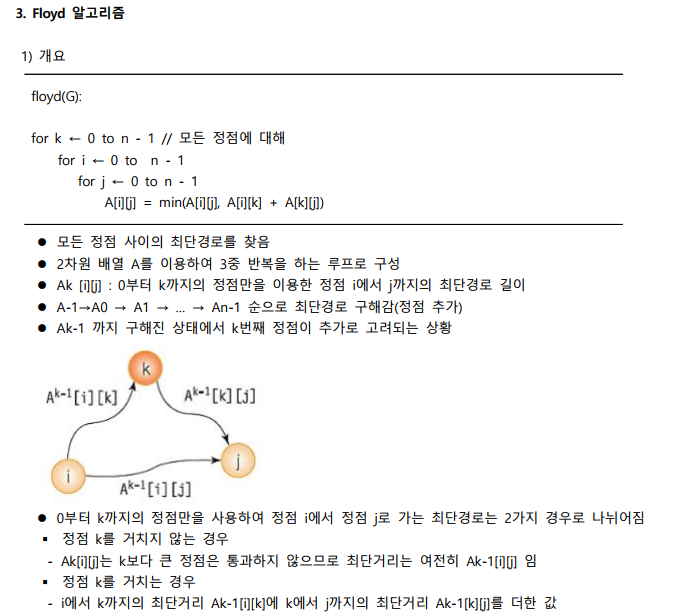 3. Floyd 알고리즘
1) 개요
floyd(G):
for k ← 0 to n - 1 // 모든 정점에 대해
for i ← 0 to n - 1
for j ← 0 to n - 1
A[i][j] = min(A[i][j], A[i][k] + A[k][j])
● 모든 정점 사이의 최단경로를 찾음
● 2차원 배열 A를 이용하여 3중 반복을 하는 루프로 구성
● Ak [i][j] : 0부터 k까지의 정점만을 이용한 정점 i에서 j까지의 최단경로 길이
● A-1→A0 → A1 → ... → An-1 순으로 최단경로 구해감(정점 추가)
● Ak-1 까지 구해진 상태에서 k번째 정점이 추가로 고려되는 상황
k
Aᵏ⁻¹[i][k]
Aᵏ⁻¹[k][j]
i
j
Aᵏ⁻¹[i][j]
● 0부터 k까지의 정점만을 사용하여 정점 i에서 정점 j로 가는 최단경로는 2가지 경우로 나뉘어짐
▪ 정점 k를 거치지 않는 경우
- Ak[i][j]는 k보다 큰 정점은 통과하지 않으므로 최단거리는 여전히 Ak-1[i][j] 임
▪ 정점 k를 거치는 경우
- i에서 k까지의 최단거리 Ak-1[i][k]에 k에서 j까지의 최단거리 Ak-1[k][j]를 더한 값